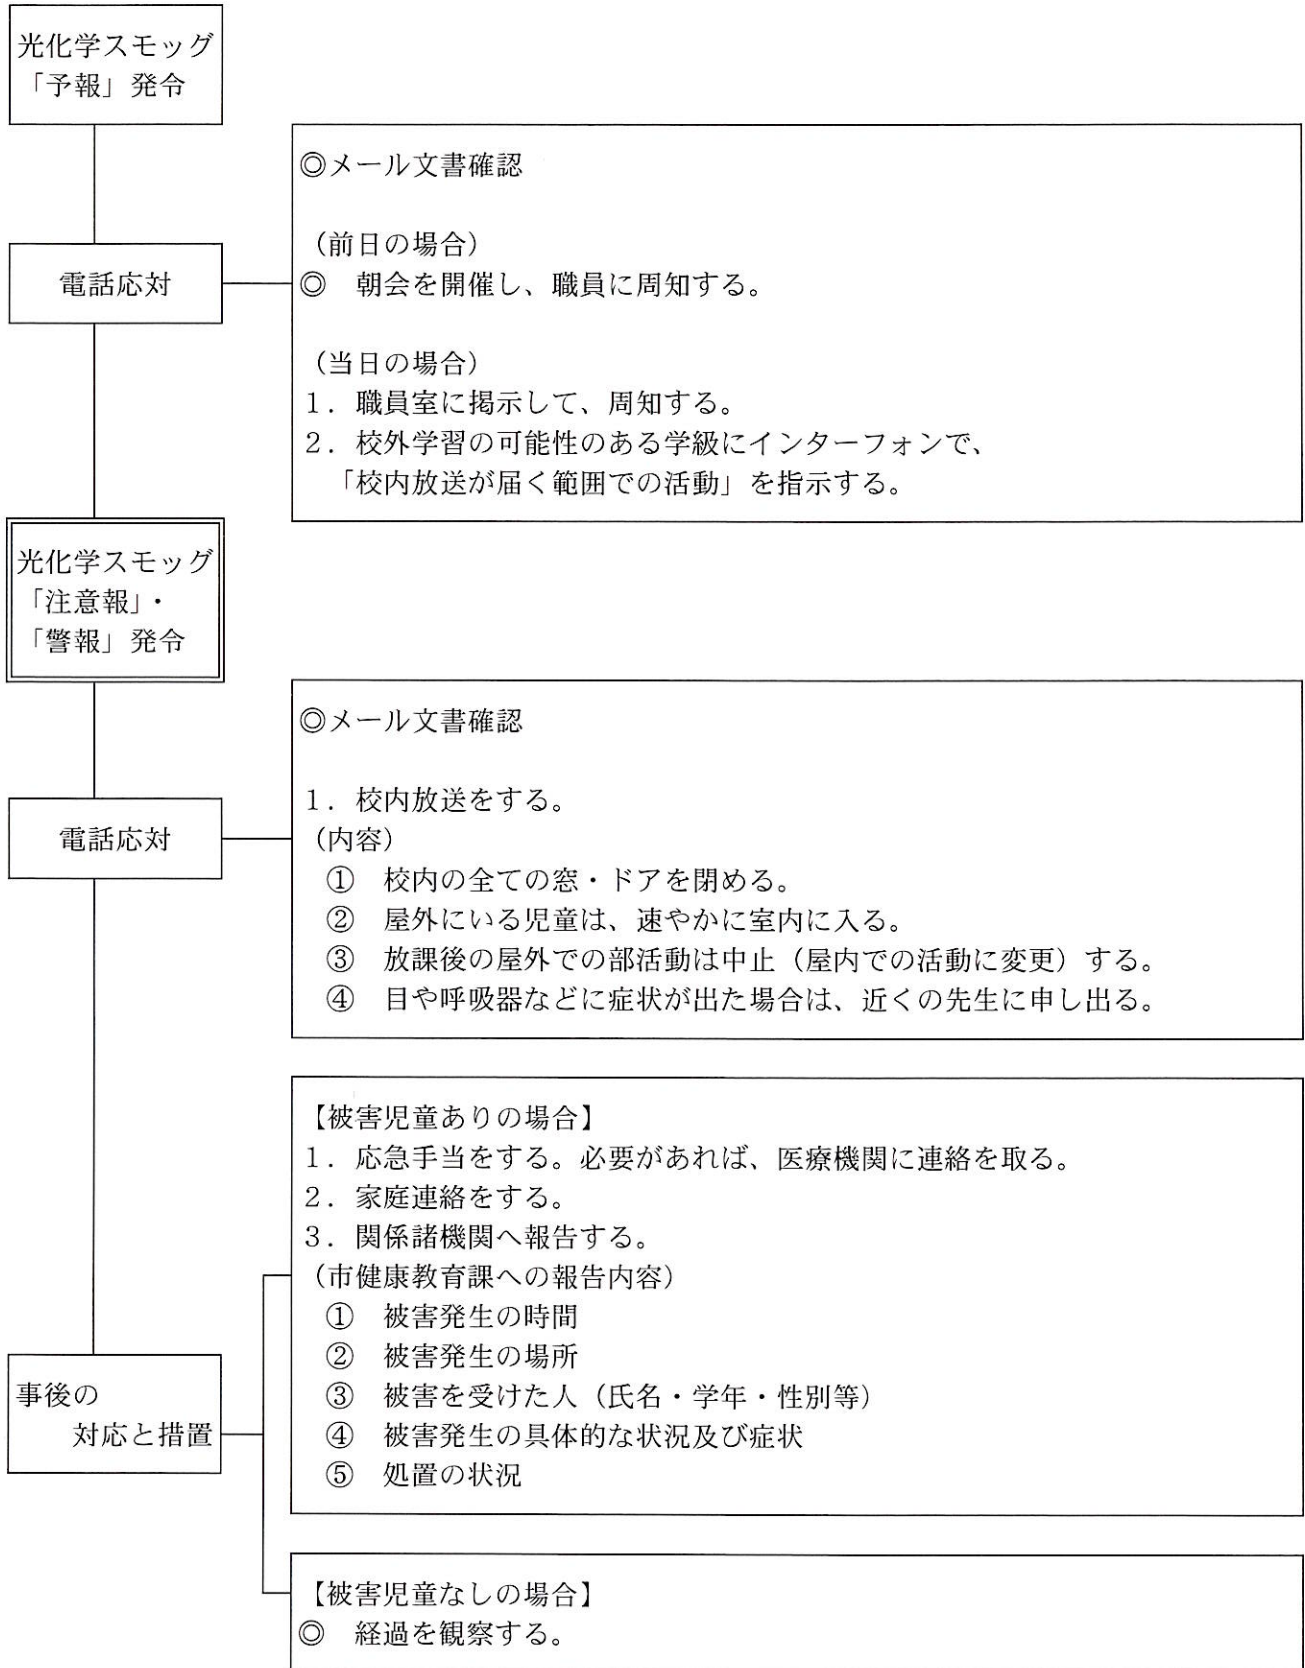 光化学スモッグ
「予報」発令
電話応対
◎メール文書確認
（前日の場合）
◎　朝会を開催し、職員に周知する。
（当日の場合）
１．職員室に掲示して、周知する。
２．校外学習の可能性のある学級にインターフォンで、
「校内放送が届く範囲での活動」を指示する。
光化学スモッグ
「注意報」・
「警報」発令
電話応対
◎メール文書確認
１．校内放送をする。
（内容）
①　校内の全ての窓・ドアを閉める。
②　屋外にいる児童は、速やかに室内に入る。
③　放課後の屋外での部活動は中止（屋内での活動に変更）する。
④　目や呼吸器などに症状が出た場合は、近くの先生に申し出る。
事後の
対応と措置
【被害児童ありの場合】
１．応急手当をする。必要があれば、医療機関に連絡を取る。
２．家庭連絡をする。
３．関係諸機関へ報告する。
（市健康教育課への報告内容）
①　被害発生の時間
②　被害発生の場所
③　被害を受けた人（氏名・学年・性別等）
④　被害発生の具体的な状況及び症状
⑤　処置の状況
【被害児童なしの場合】
◎　経過を観察する。